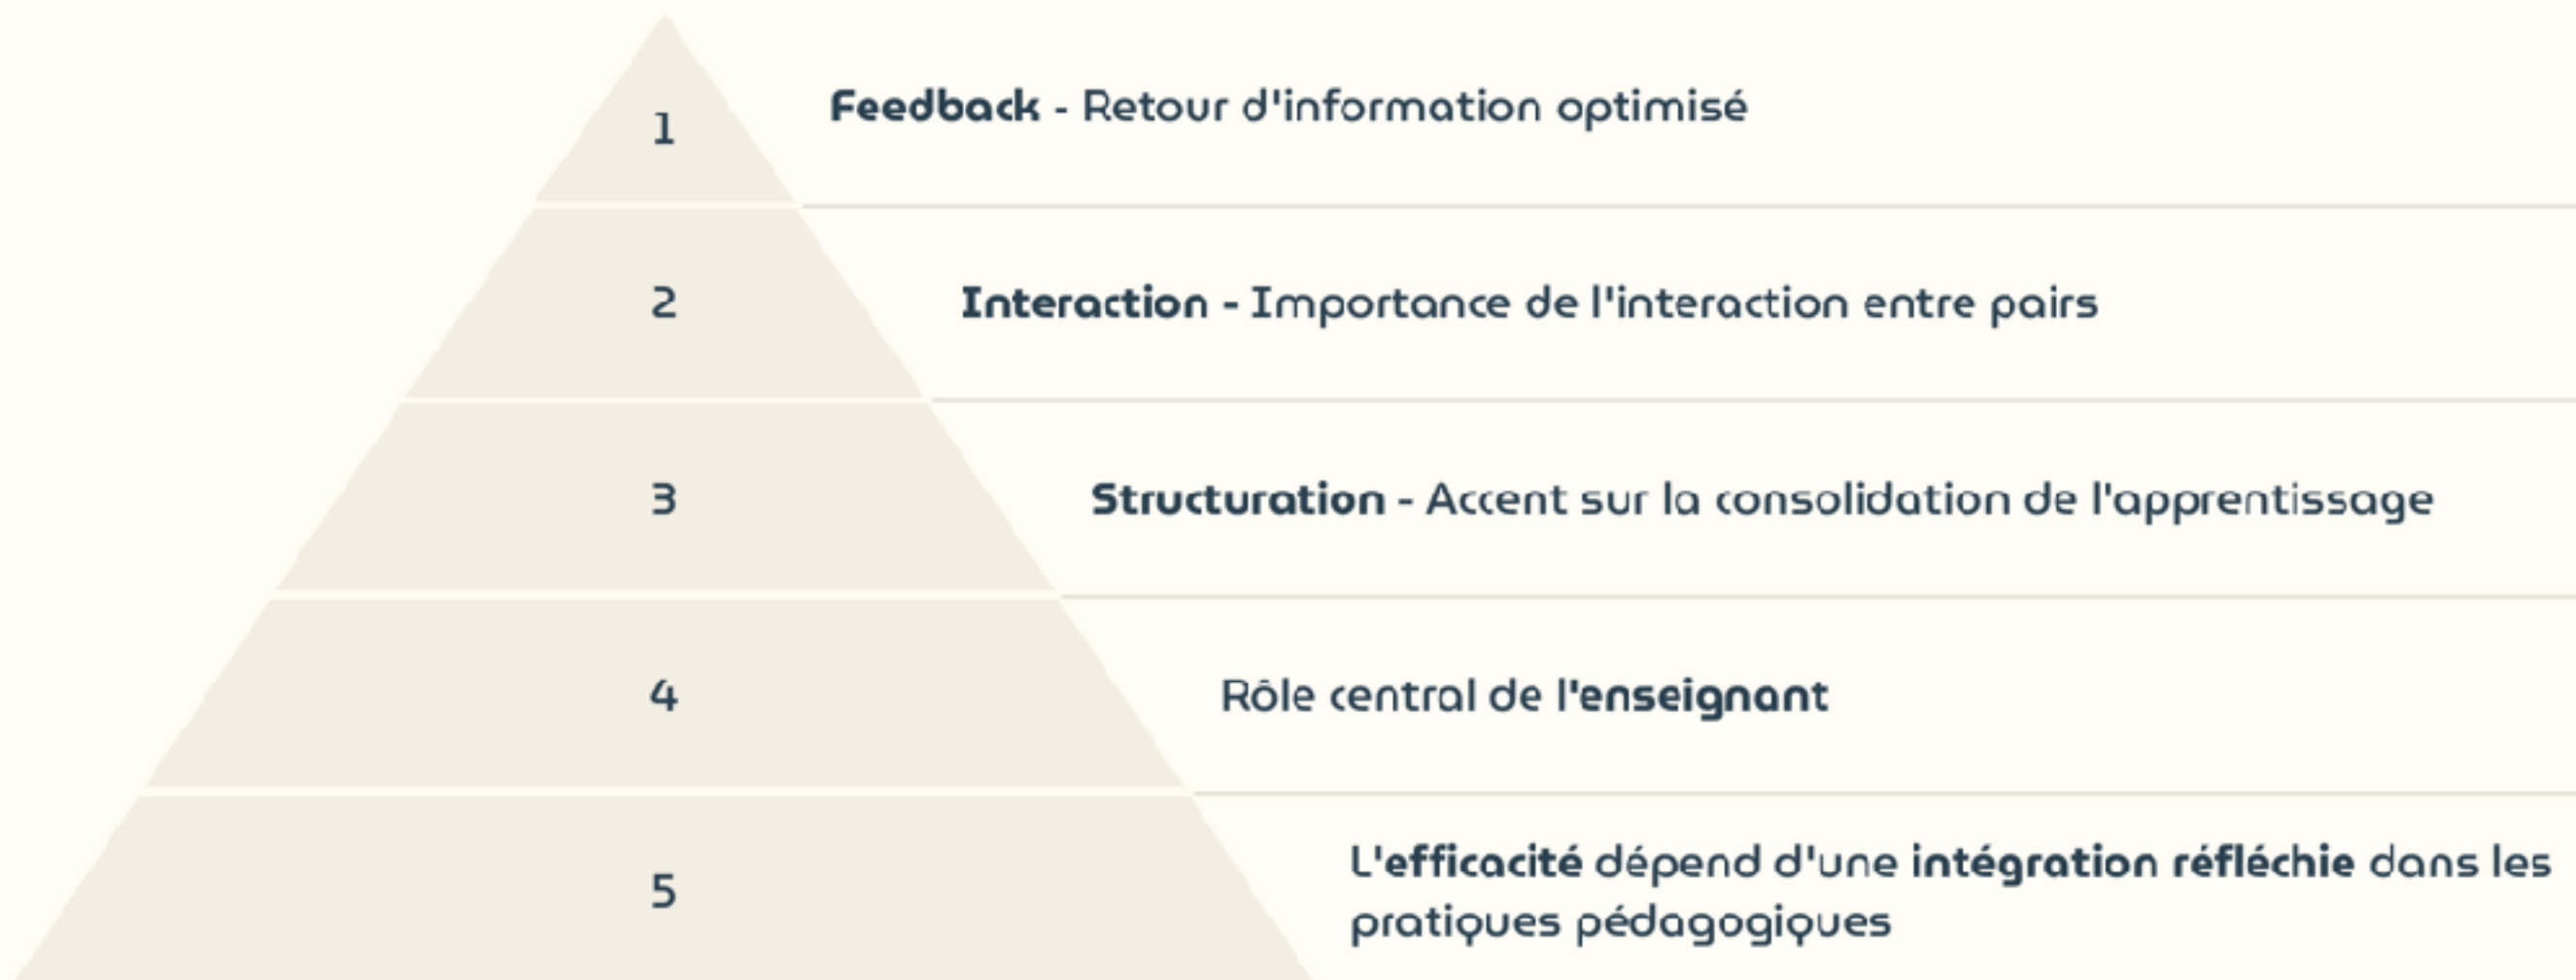 1
Feedback - Retour d'information optimisé
2
Interaction - Importance de l'interaction entre pairs
3
Structuration - Accent sur la consolidation de l'apprentissage
4
Rôle central de l'enseignant
5
L'efficacité dépend d'une intégration réfléchie dans les
pratiques pédagogiques